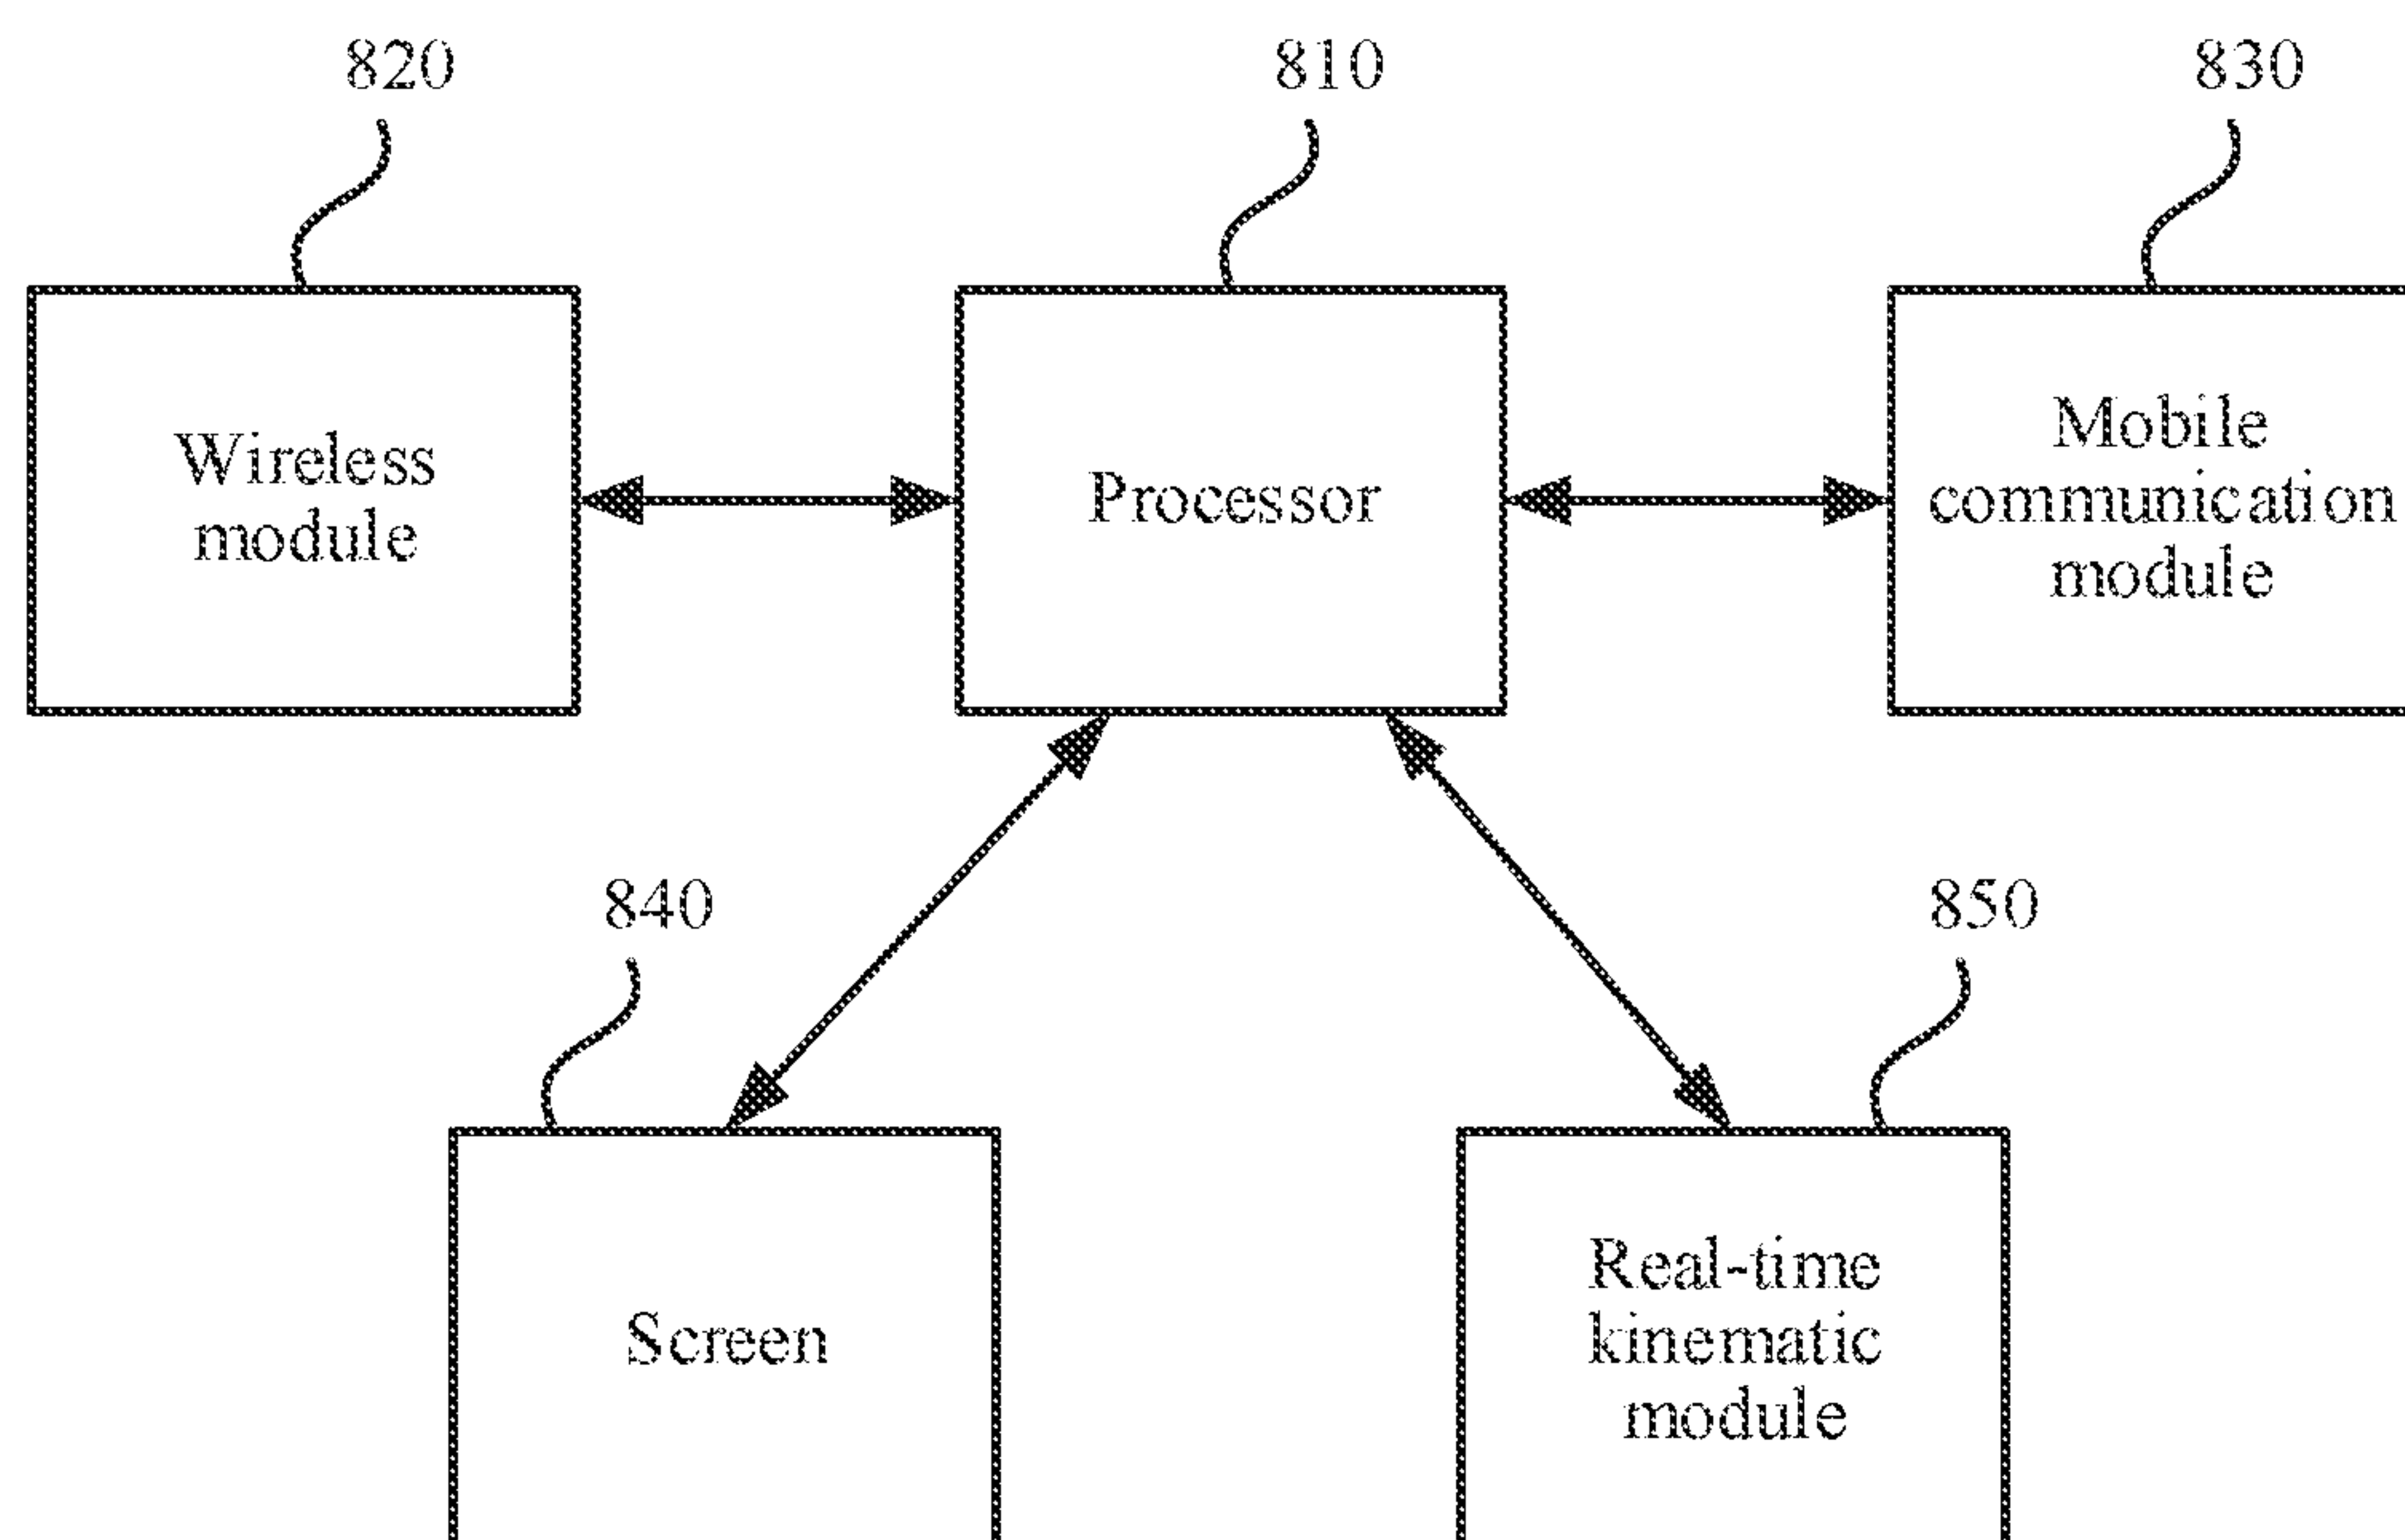 820
810
830
Wireless
module
Processor
Mobile
communication
module
840
850
Screen
Real-time
kinematic
module